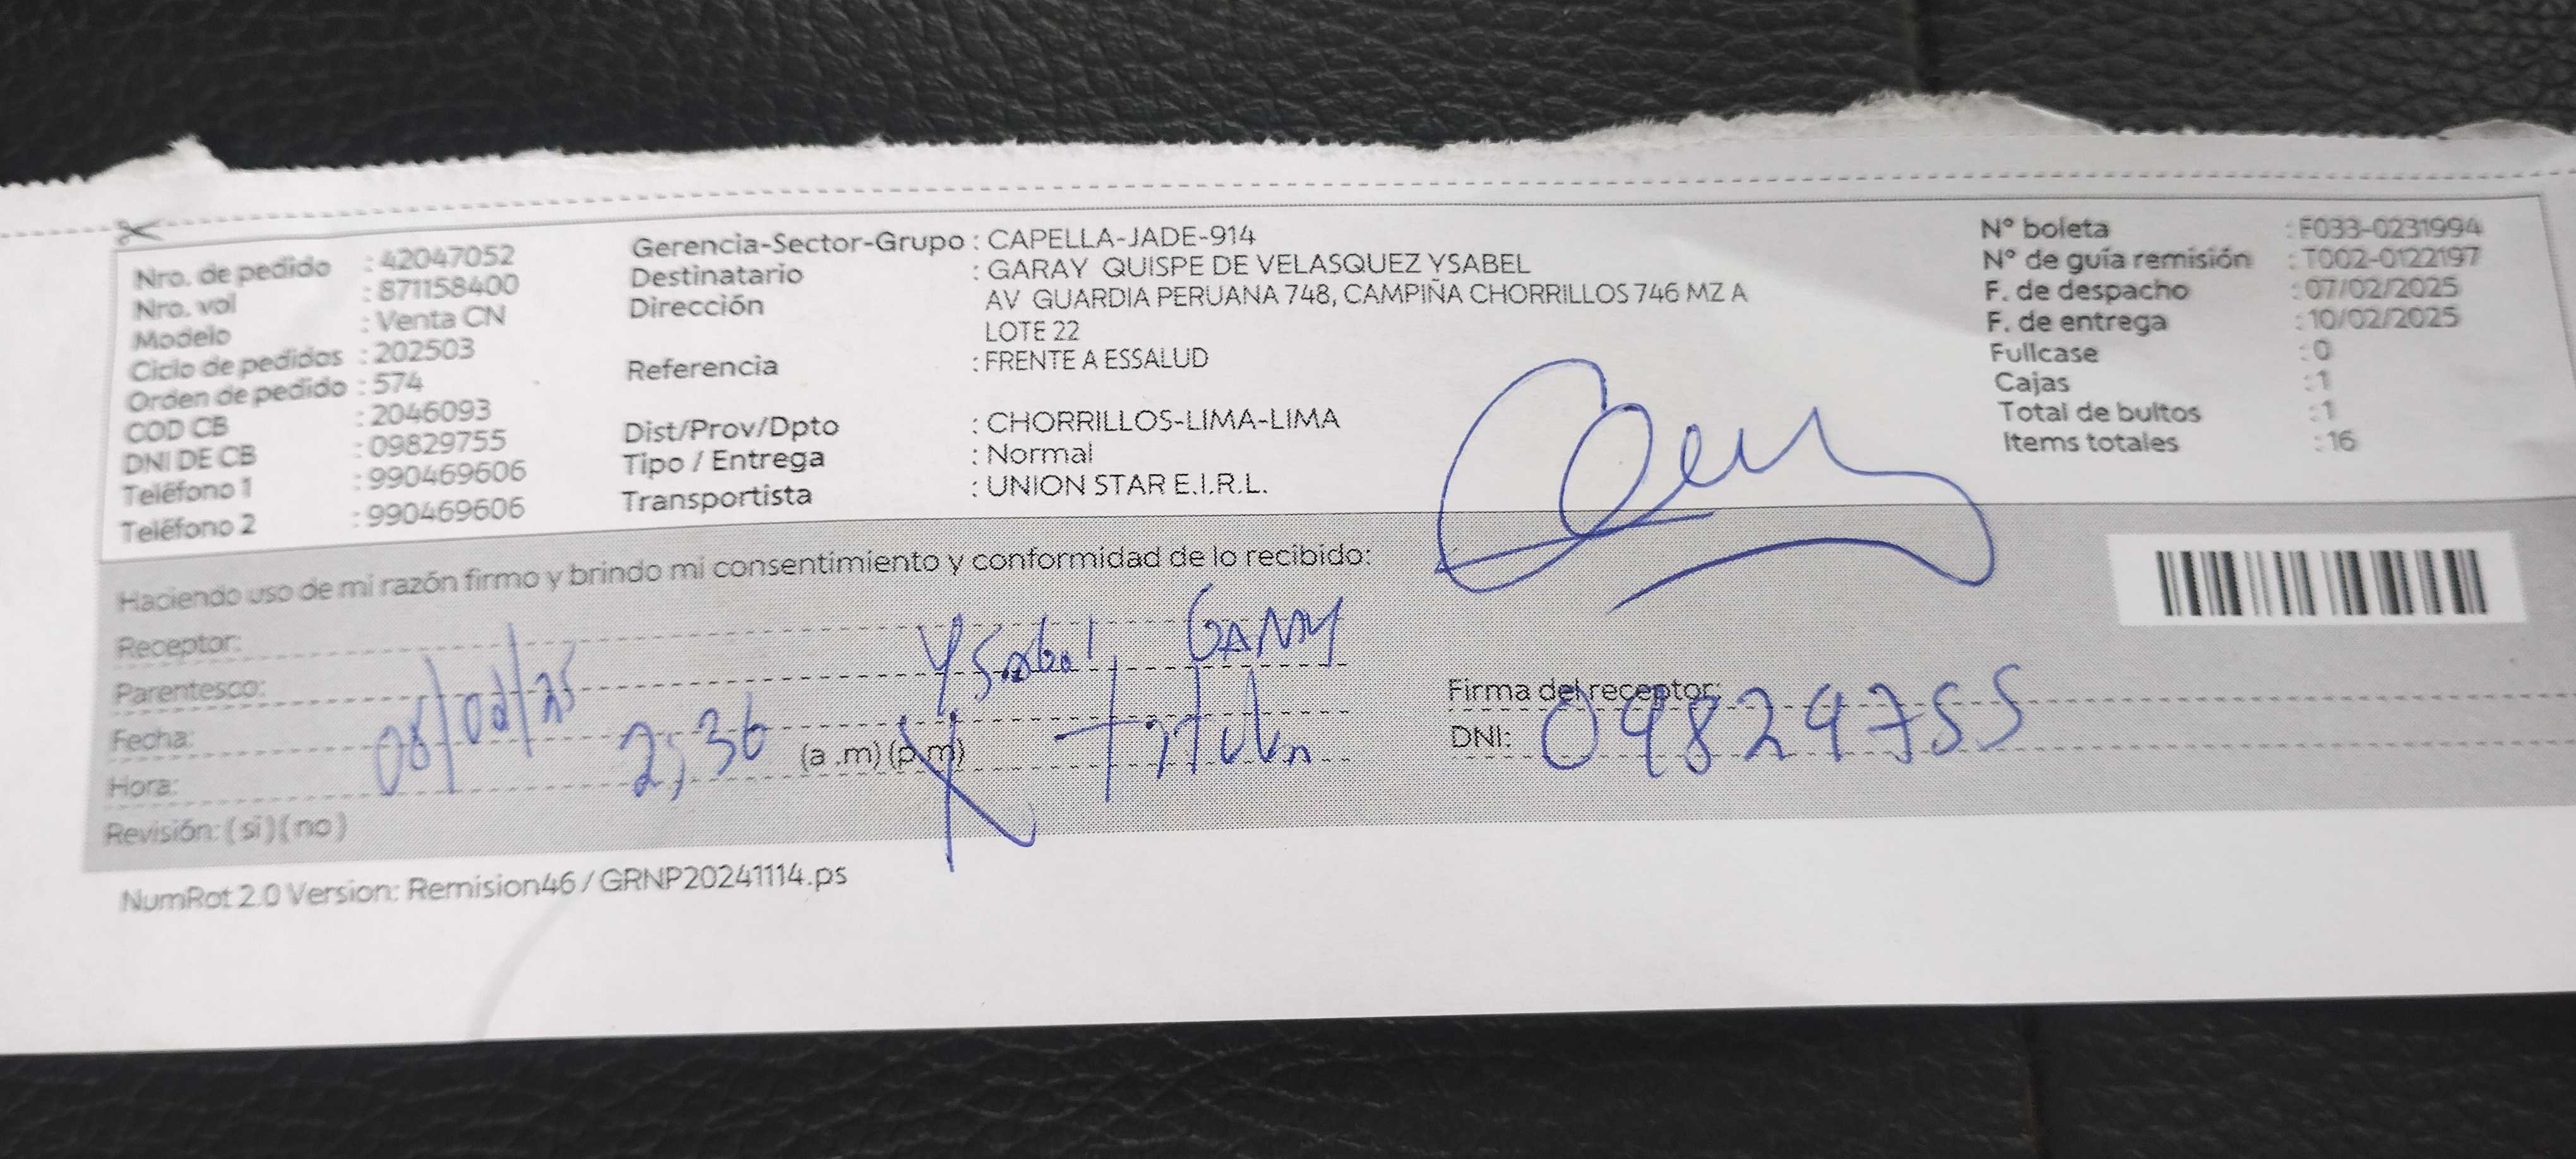 Nro. de pedido : 42047052
Nro. vol : 871158400
Modelo : Venta CN
Ciclo de pedidos : 202503
Orden de pedido : 574
COD CB : 2046093
DNI DE CB : 09829755
Teléfono 1 : 990469606
Teléfono 2 : 990469606
Gerencia-Sector-Grupo : CAPELLA-JADE-914
Destinatario : GARAY QUISPE DE VELASQUEZ YSABEL
Dirección AV GUARDIA PERUANA 748, CAMPIÑA CHORRILLOS 746 MZ A
LOTE 22
Referencia : FRENTE A ESSALUD
Dist/Prov/Dpto : CHORRILLOS-LIMA-LIMA
Tipo / Entrega : Normal
Transportista : UNION STAR E.I.R.L.
N° boleta : F033-0231994
N° de guía remisión : T002-0122197
F. de despacho : 07/02/2025
F. de entrega : 10/02/2025
Fullcase : 0
Cajas : 1
Total de bultos : 1
Items totales : 16
Haciendo uso de mi razón firmo y brindo mi consentimiento y conformidad de lo recibido:
Receptor: Ysabel GARAY
Parentesco: Titular
Fecha: 08/02/25
Hora: 2,36 (a .m) (p.m)
Revisión: ( si ) ( no )
Firma del receptor:
DNI: 09829755
NumRot 2.0 Version: Remision46 / GRNP20241114.ps